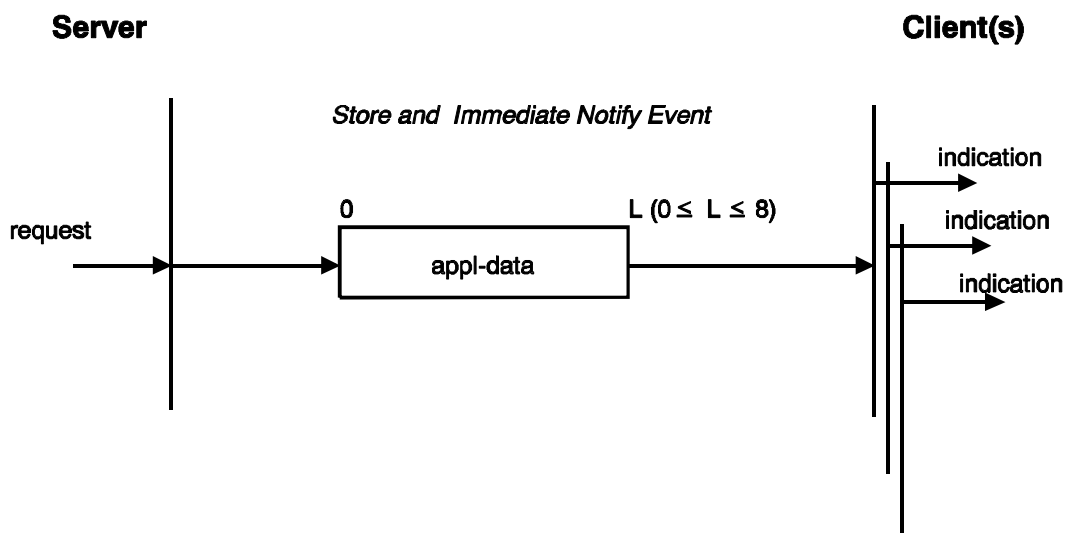 Server
Client(s)
Store and Immediate Notify Event
indication
0
L (0 ≤ L ≤ 8)
indication
request
appl-data
indication